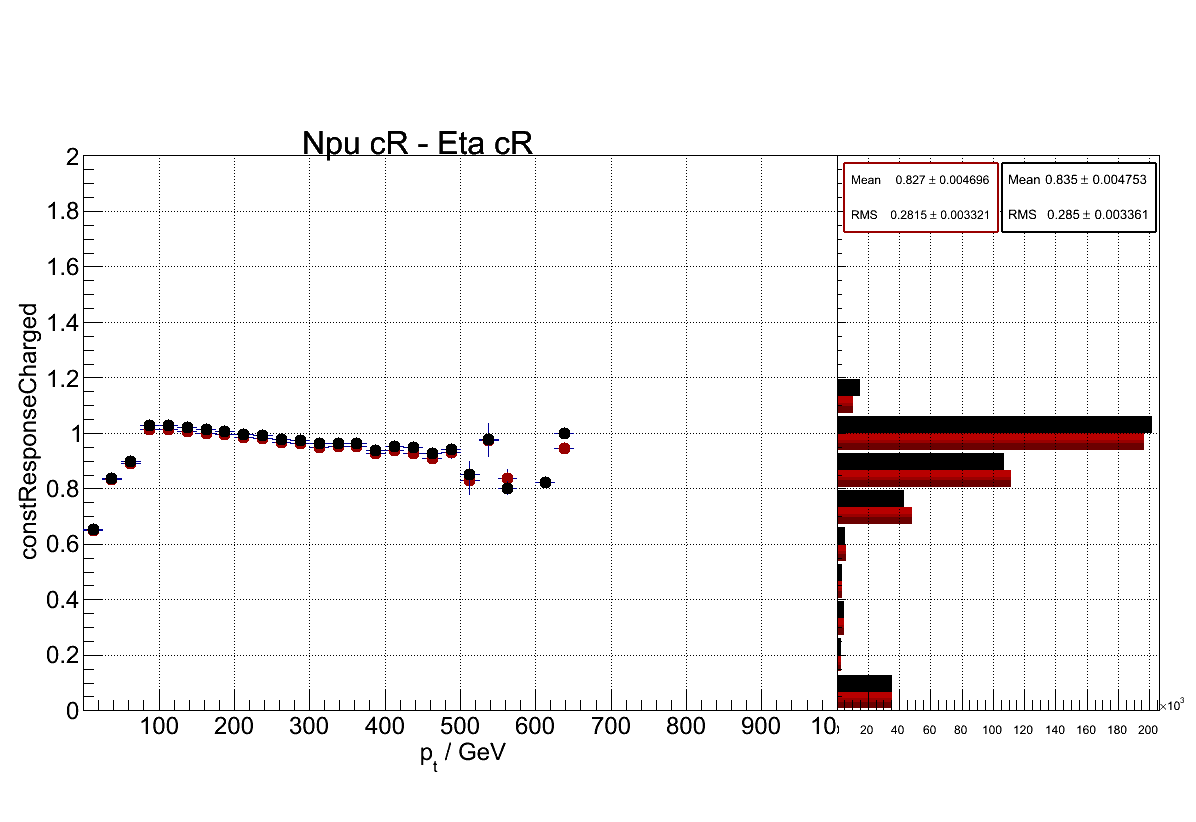 Npu cR - Eta cR
constResponseCharged
2
1.8
1.6
1.4
1.2
1
0.8
0.6
0.4
0.2
0
100 200 300 400 500 600 700 800 900 10
pt / GeV
Mean 0.827 ± 0.004696
RMS 0.2815 ± 0.003321
Mean 0.835 ± 0.004753
RMS 0.285 ± 0.003361
20 40 60 80 100 120 140 160 180 200
×10³